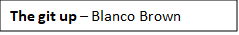 The git up – Blanco Brown